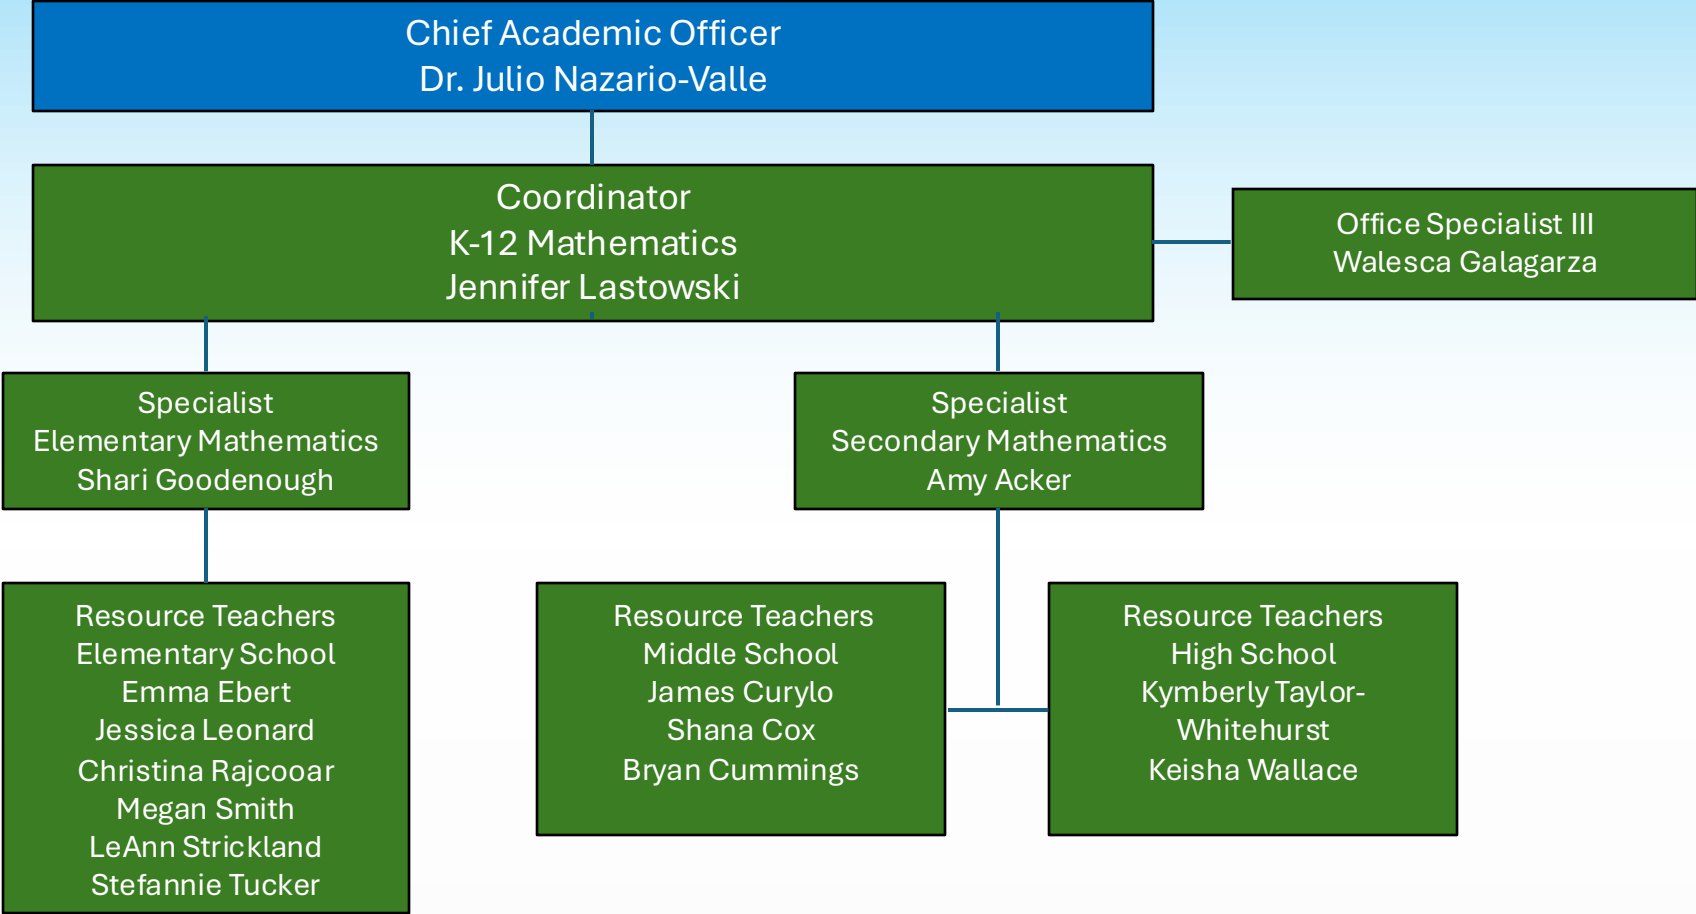 Chief Academic Officer
Dr. Julio Nazario-Valle
Coordinator
K-12 Mathematics
Jennifer Lastowski
Office Specialist III
Walesca Galagarza
Specialist
Elementary Mathematics
Shari Goodenough
Specialist
Secondary Mathematics
Amy Acker
Resource Teachers
Elementary School
Emma Ebert
Jessica Leonard
Christina Rajcooar
Megan Smith
LeAnn Strickland
Stefannie Tucker
Resource Teachers
Middle School
James Curylo
Shana Cox
Bryan Cummings
Resource Teachers
High School
Kymberly Taylor-
Whitehurst
Keisha Wallace